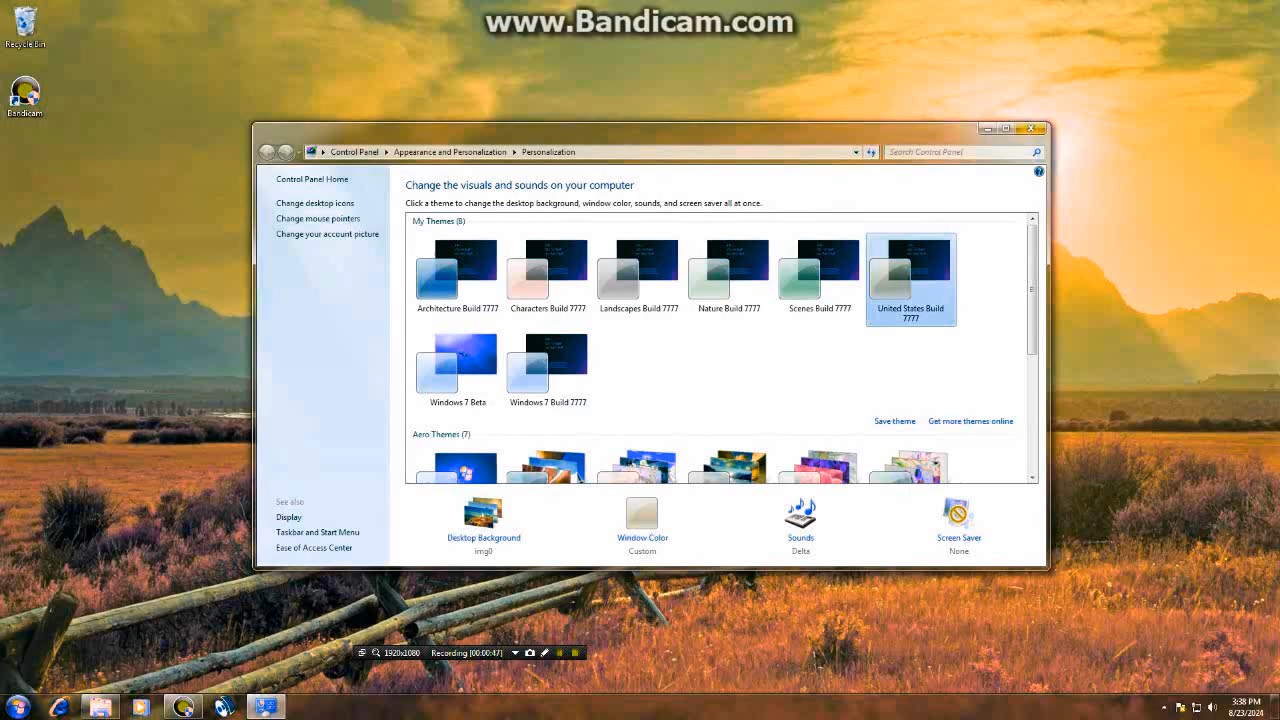 www.Bandicam.com
Recycle Bin
Bandicam
Control Panel
Appearance and Personalization
Personalization
Search Control Panel
Control Panel Home
Change desktop icons
Change mouse pointers
Change your account picture
Change the visuals and sounds on your computer
Click a theme to change the desktop background, window color, sounds, and screen saver all at once.
My Themes (8)
Architecture Build 7777
Characters Build 7777
Landscapes Build 7777
Nature Build 7777
Scenes Build 7777
United States Build
7777
Windows 7 Beta
Windows 7 Build 7777
Save theme
Get more themes online
Aero Themes (7)
See also
Display
Taskbar and Start Menu
Ease of Access Center
Desktop Background
img0
Window Color
Custom
Sounds
Delta
Screen Saver
None
1920x1080
Recording [00:00:47]
3:38 PM
8/23/2024